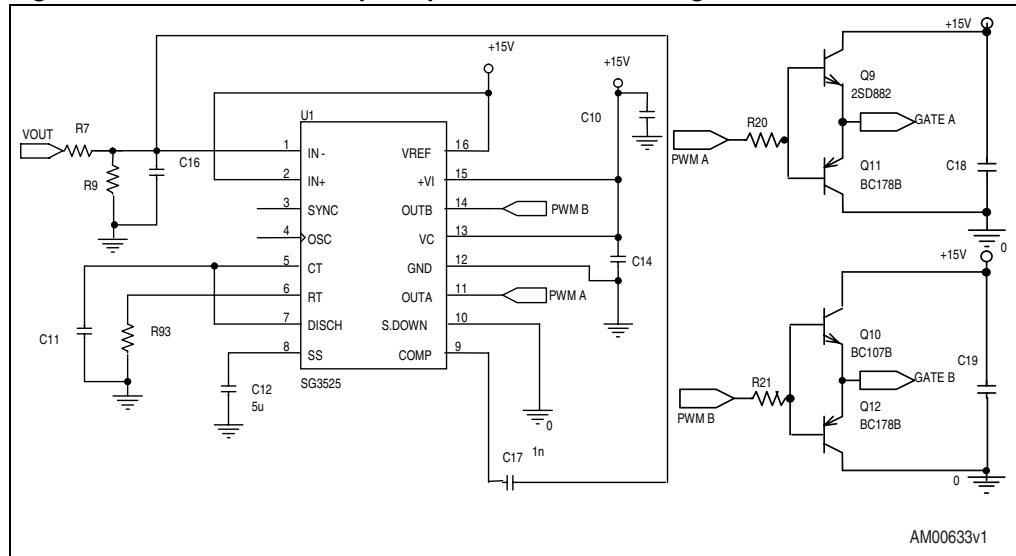 +15V
+15V
U1
C10
VOUT
R7
R9
C16
1
IN -
2
IN+
3
SYNC
4
OSC
5
CT
6
RT
7
DISCH
8
SS
VREF
16
+VI
15
OUTB
14
PWM B
VC
13
C14
GND
12
OUTA
11
PWM A
S.DOWN
10
COMP
9
SG3525
C11
R93
C12
5u
0
C17
1n
+15V
Q9
2SD882
R20
PWM A
GATE A
Q11
BC178B
C18
0
+15V
Q10
BC107B
C19
R21
PWM B
GATE B
Q12
BC178B
0
AM00633v1